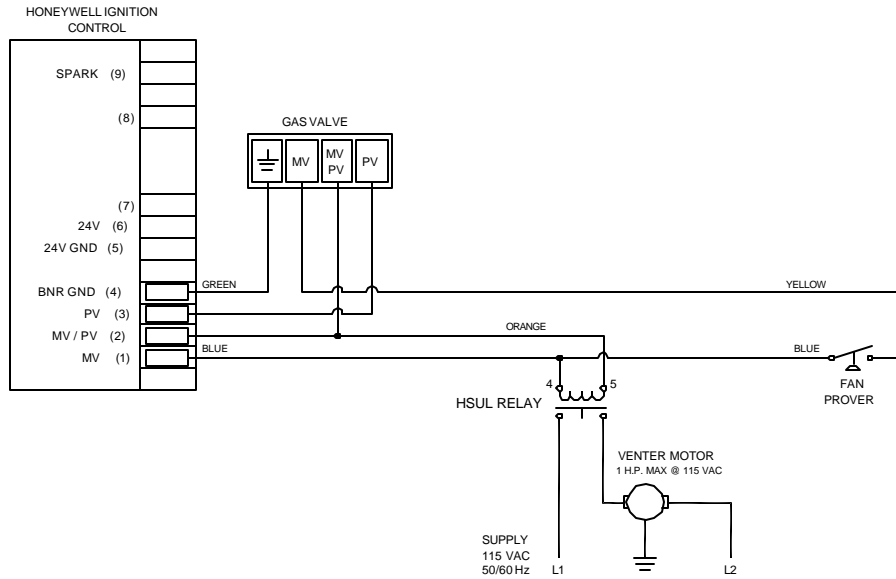 HONEYWELL IGNITION
CONTROL
SPARK (9)
(8)
(7)
24V (6)
24V GND (5)
BNR GND (4)
PV (3)
MV / PV (2)
MV (1)
GAS VALVE
MV
MV
PV
PV
GREEN
YELLOW
ORANGE
BLUE
BLUE
4
5
HSUL RELAY
FAN
PROVER
VENTER MOTOR
1 H.P. MAX @ 115 VAC
SUPPLY
115 VAC
50/60 Hz
L1
L2